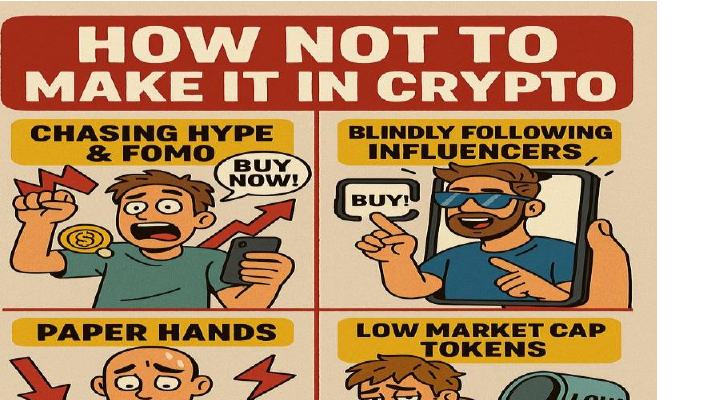 HOW NOT TO
MAKE IT IN CRYPTO
CHASING HYPE
& FOMO
BUY
NOW!
$
BLINDLY FOLLOWING
INFLUENCERS
BUY!
PAPER HANDS
LOW MARKET CAP
TOKENS